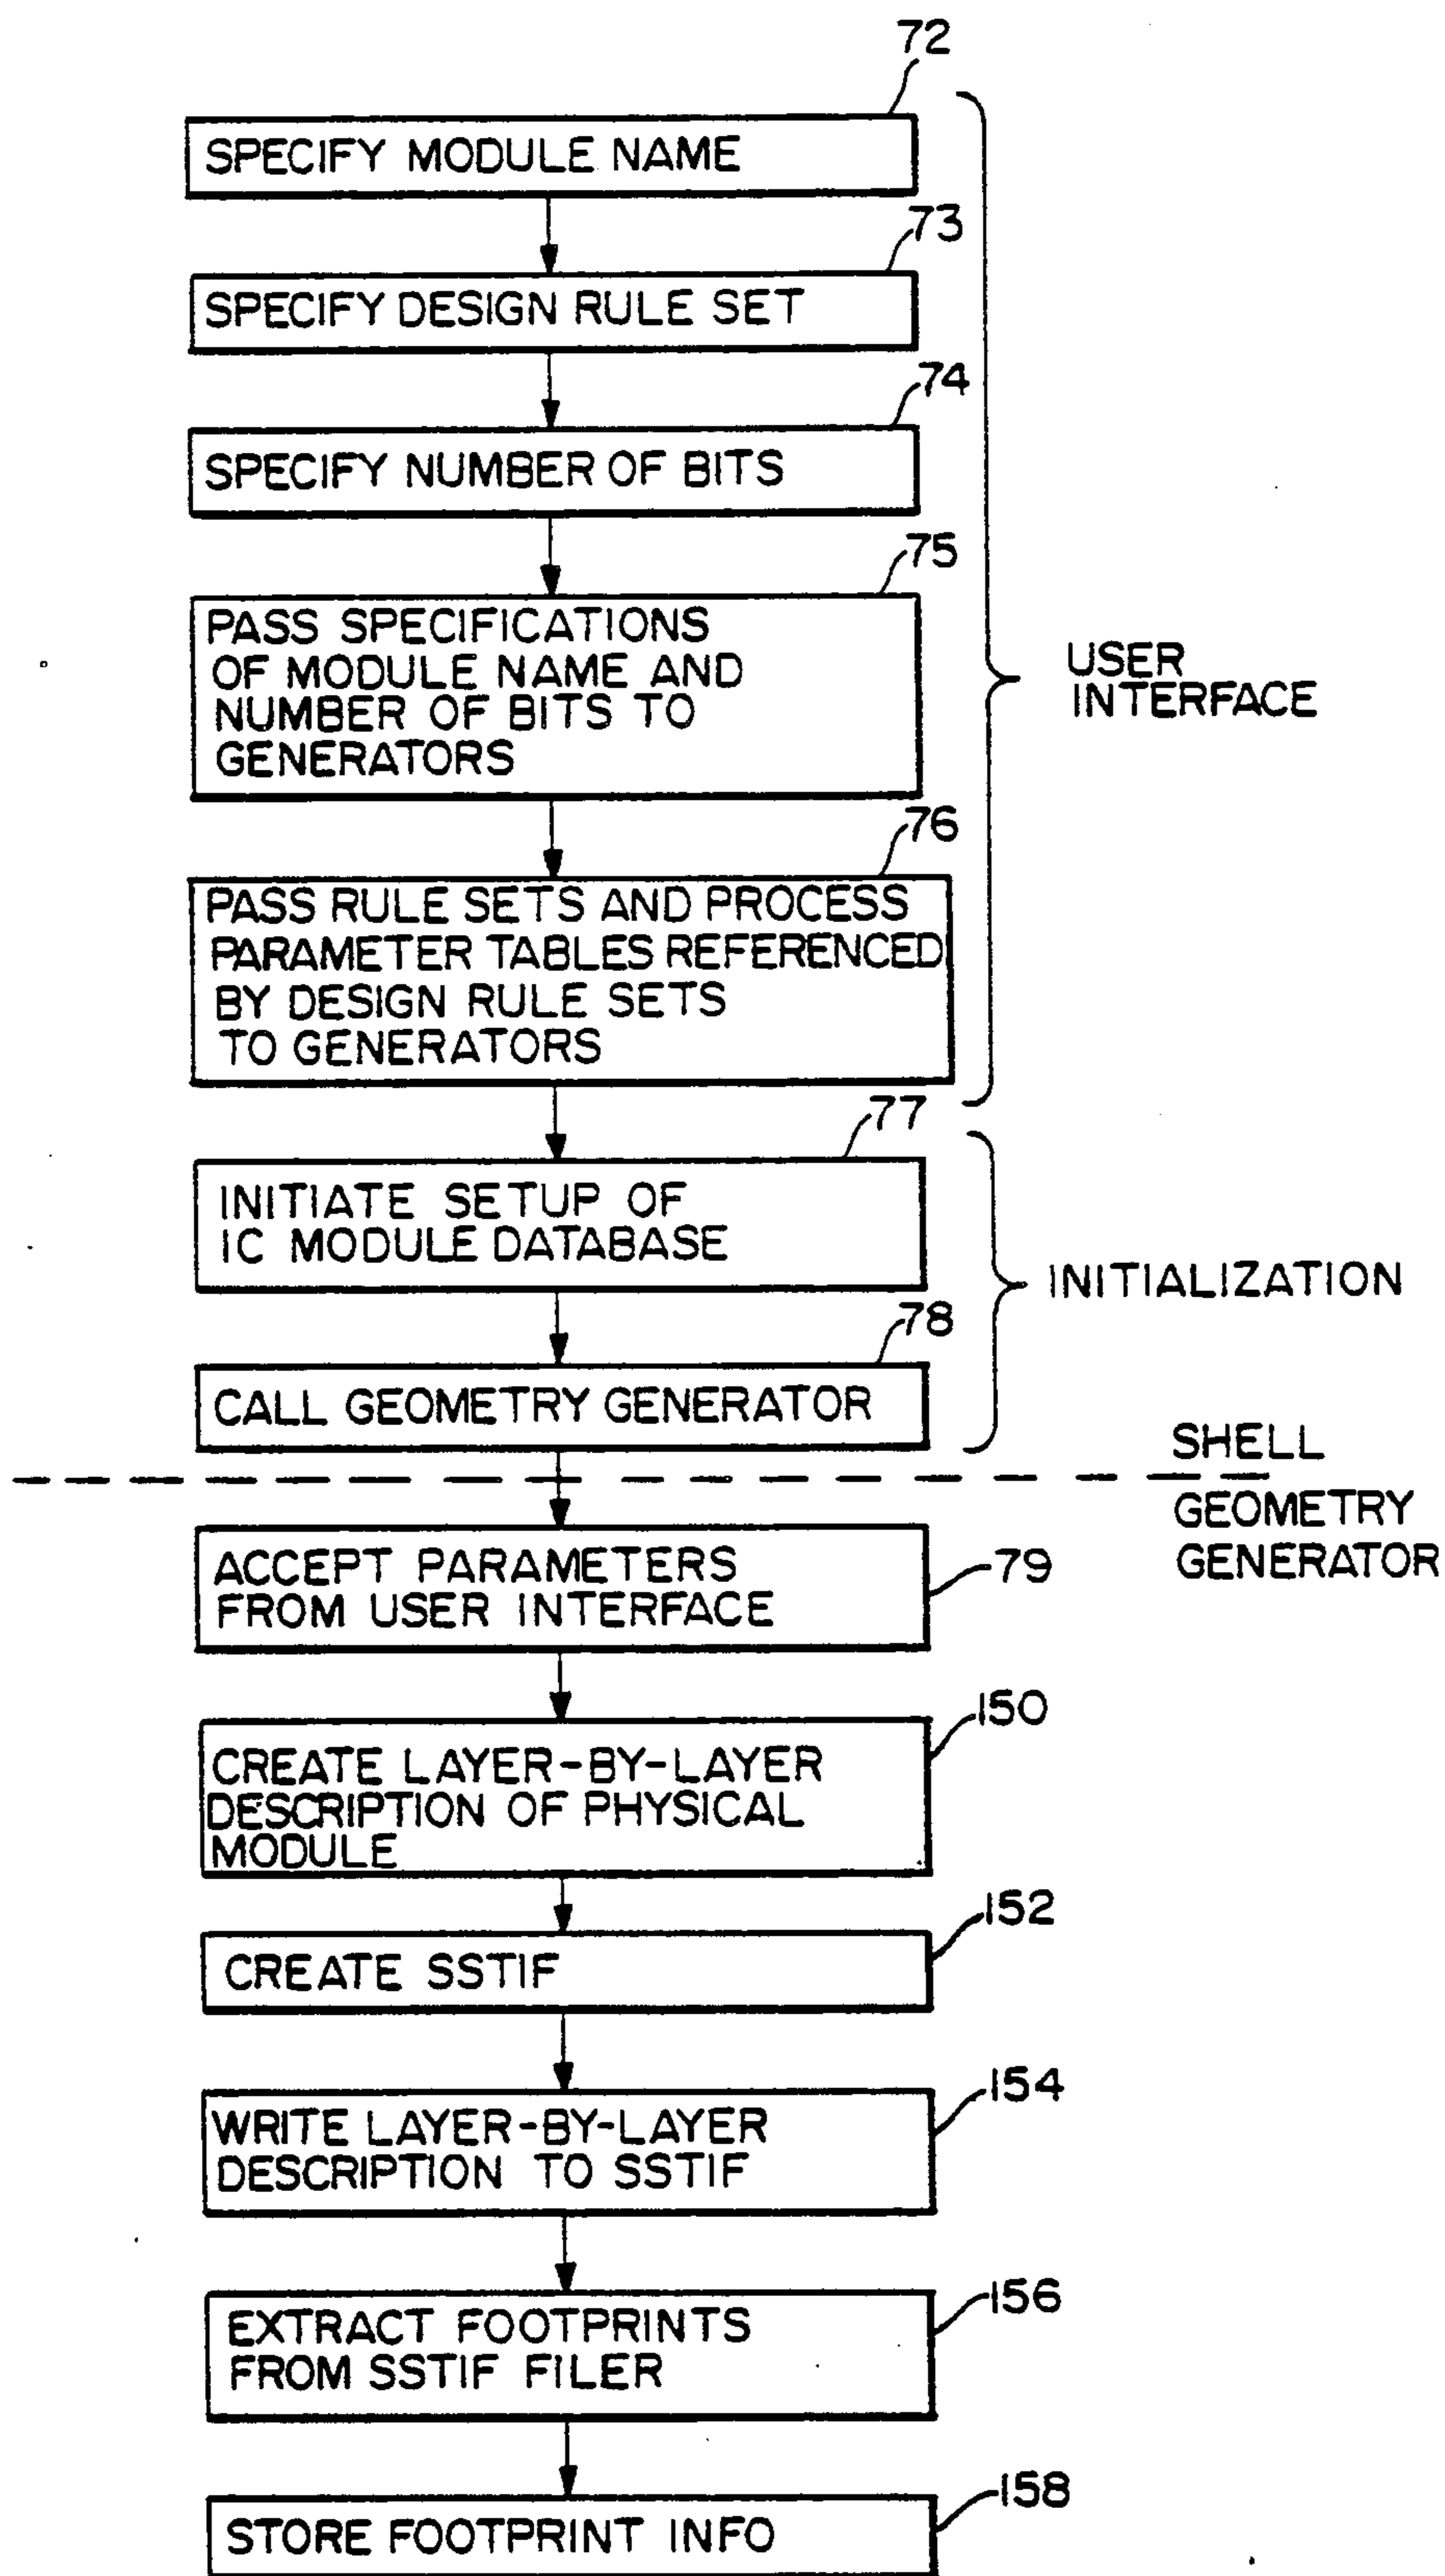 72
SPECIFY MODULE NAME
73
SPECIFY DESIGN RULE SET
74
SPECIFY NUMBER OF BITS
75
PASS SPECIFICATIONS
OF MODULE NAME AND
NUMBER OF BITS TO
GENERATORS
USER
INTERFACE
76
PASS RULE SETS AND PROCESS
PARAMETER TABLES REFERENCED
BY DESIGN RULE SETS
TO GENERATORS
77
INITIATE SETUP OF
IC MODULE DATABASE
INITIALIZATION
78
CALL GEOMETRY GENERATOR
SHELL
GEOMETRY
GENERATOR
ACCEPT PARAMETERS
FROM USER INTERFACE
79
150
CREATE LAYER-BY-LAYER
DESCRIPTION OF PHYSICAL
MODULE
152
CREATE SSTIF
154
WRITE LAYER-BY-LAYER
DESCRIPTION TO SSTIF
156
EXTRACT FOOTPRINTS
FROM SSTIF FILER
158
STORE FOOTPRINT INFO